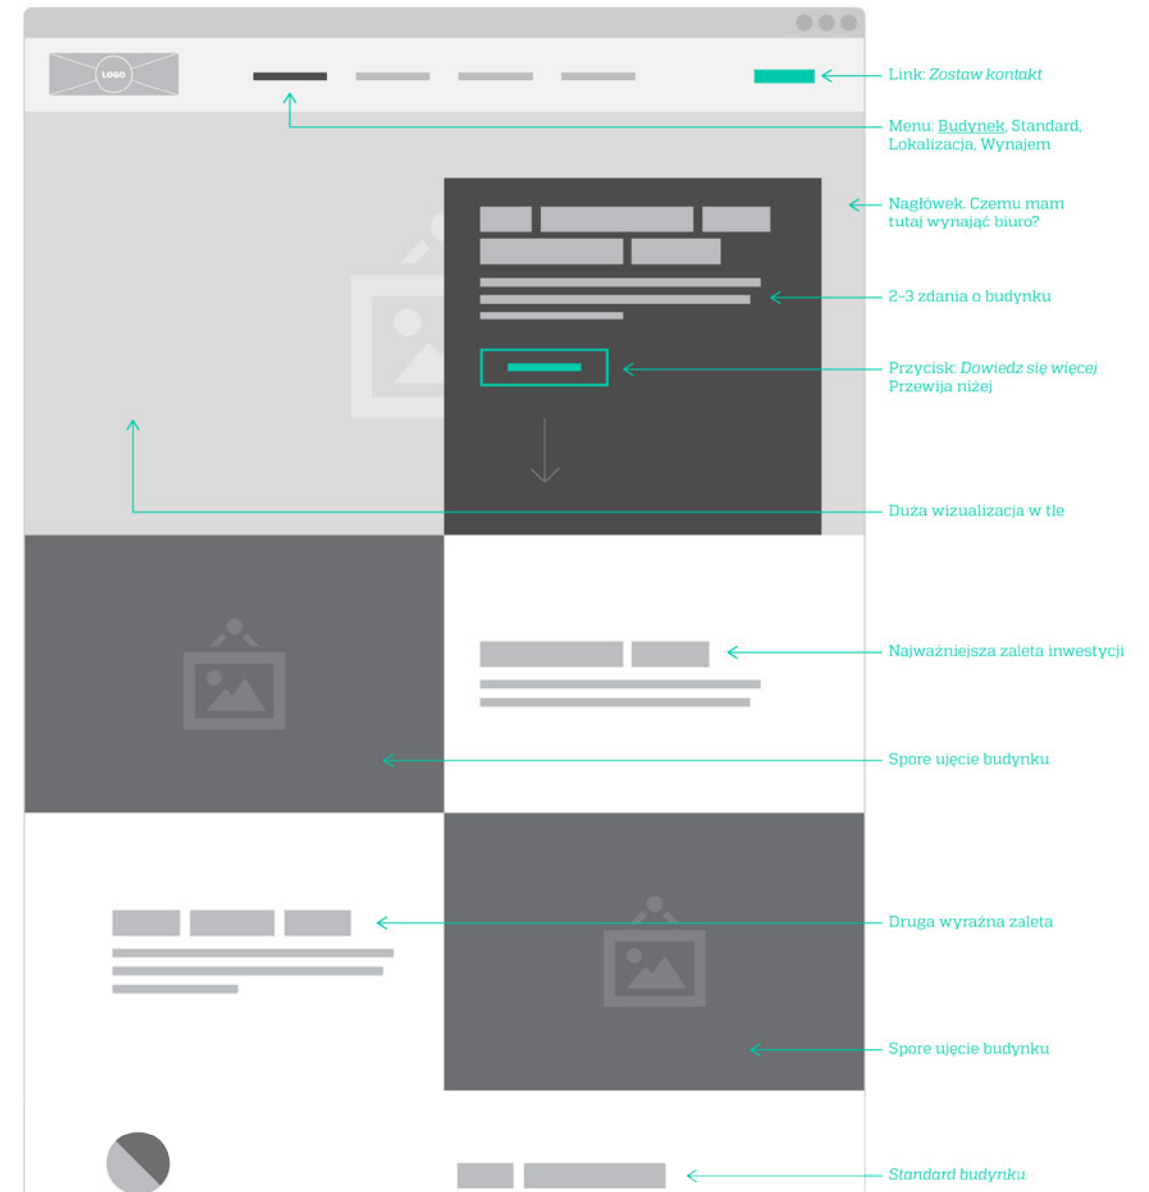 LOGO
Link: Zostaw kontakt
Menu: Budynek, Standard,
Lokalizacja, Wynajem
Nagłówek. Czemu mam
tutaj wynająć biuro?
2-3 zdania o budynku
Przycisk: Dowiedz się więcej
Przewija niżej
Duża wizualizacja w tle
Najważniejsza zaleta inwestycji
Spore ujęcie budynku
Druga wyraźna zaleta
Spore ujęcie budynku
Standard budynku